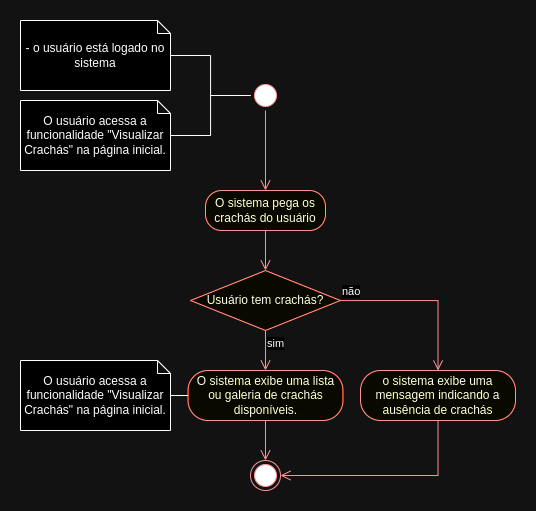 - o usuário está logado no
sistema
O usuário acessa a
funcionalidade "Visualizar
Crachás" na página inicial.
O sistema pega os
crachás do usuário
Usuário tem crachás?
não
sim
O usuário acessa a
funcionalidade "Visualizar
Crachás" na página inicial.
O sistema exibe uma lista
ou galeria de crachás
disponíveis.
o sistema exibe uma
mensagem indicando a
ausência de crachás